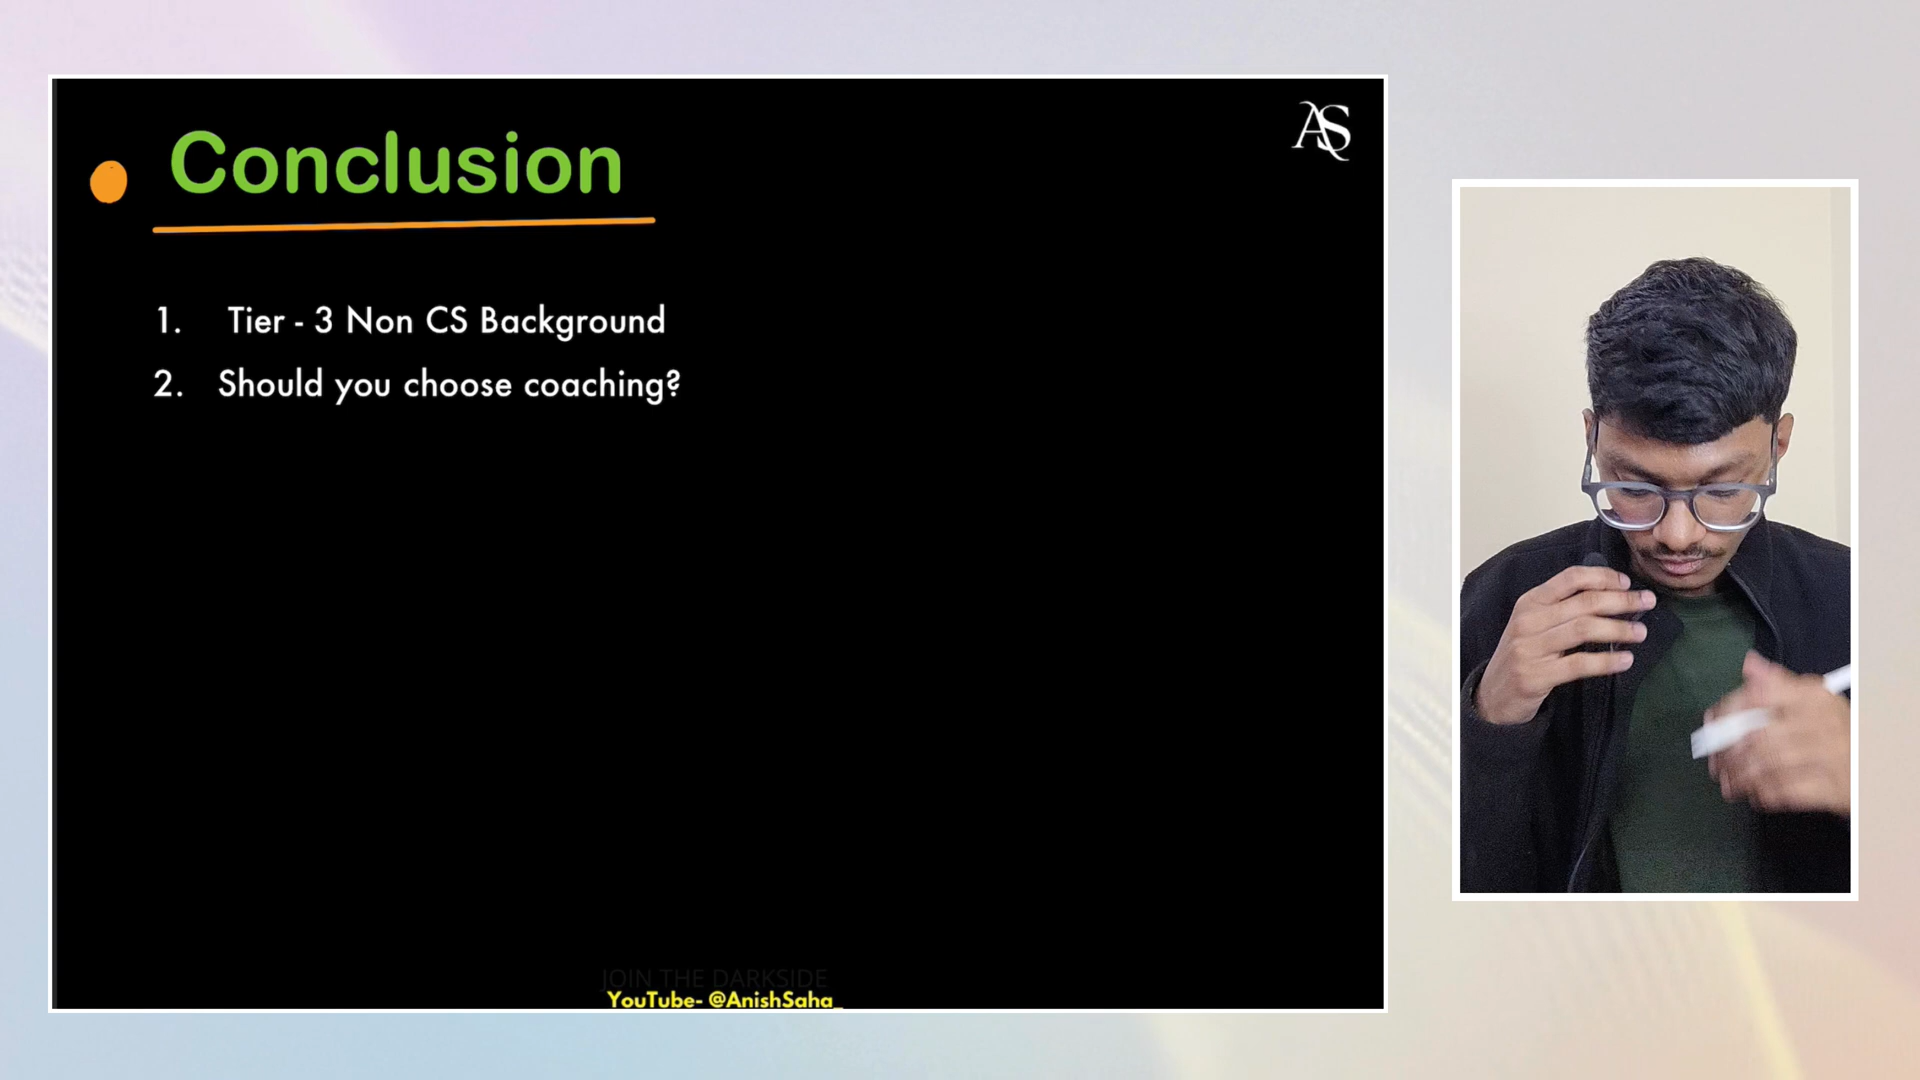 Conclusion
AS
1. Tier - 3 Non CS Background
2. Should you choose coaching?
JOIN THE DARKSIDE
YouTube- @AnishSaha_